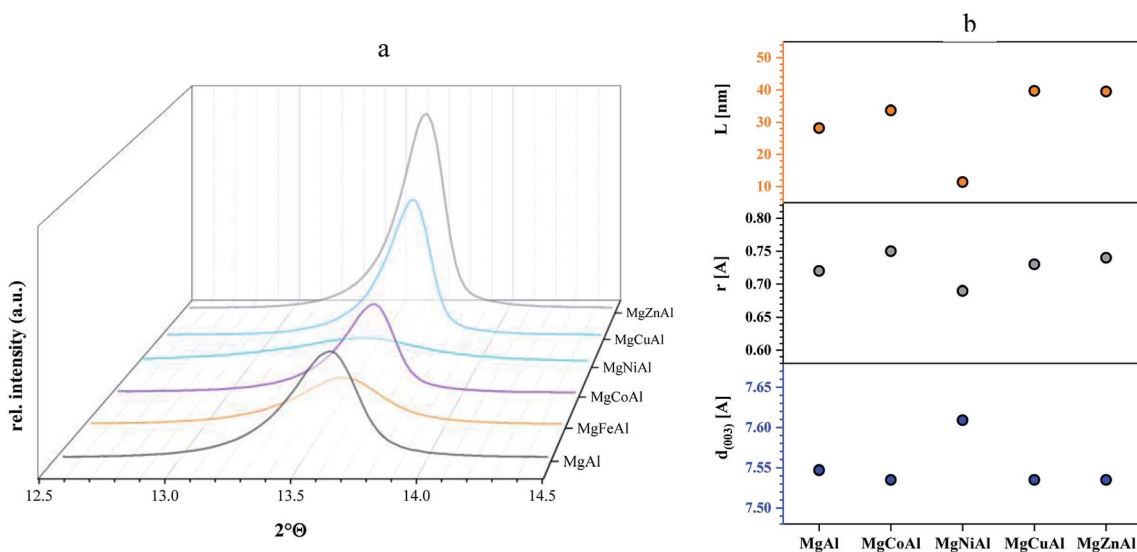 a
rel. intensity (a.u.)
MgZnAl
MgCuAl
MgNiAl
MgCoAl
MgFeAl
MgAl
12.5 13.0 13.5 14.0 14.5
2°Θ
b
L [nm]
50
40
30
20
10
r [A]
0.80
0.75
0.70
0.65
0.60
d(003) [A]
7.65
7.60
7.55
7.50
MgAl MgCoAl MgNiAl MgCuAl MgZnAl